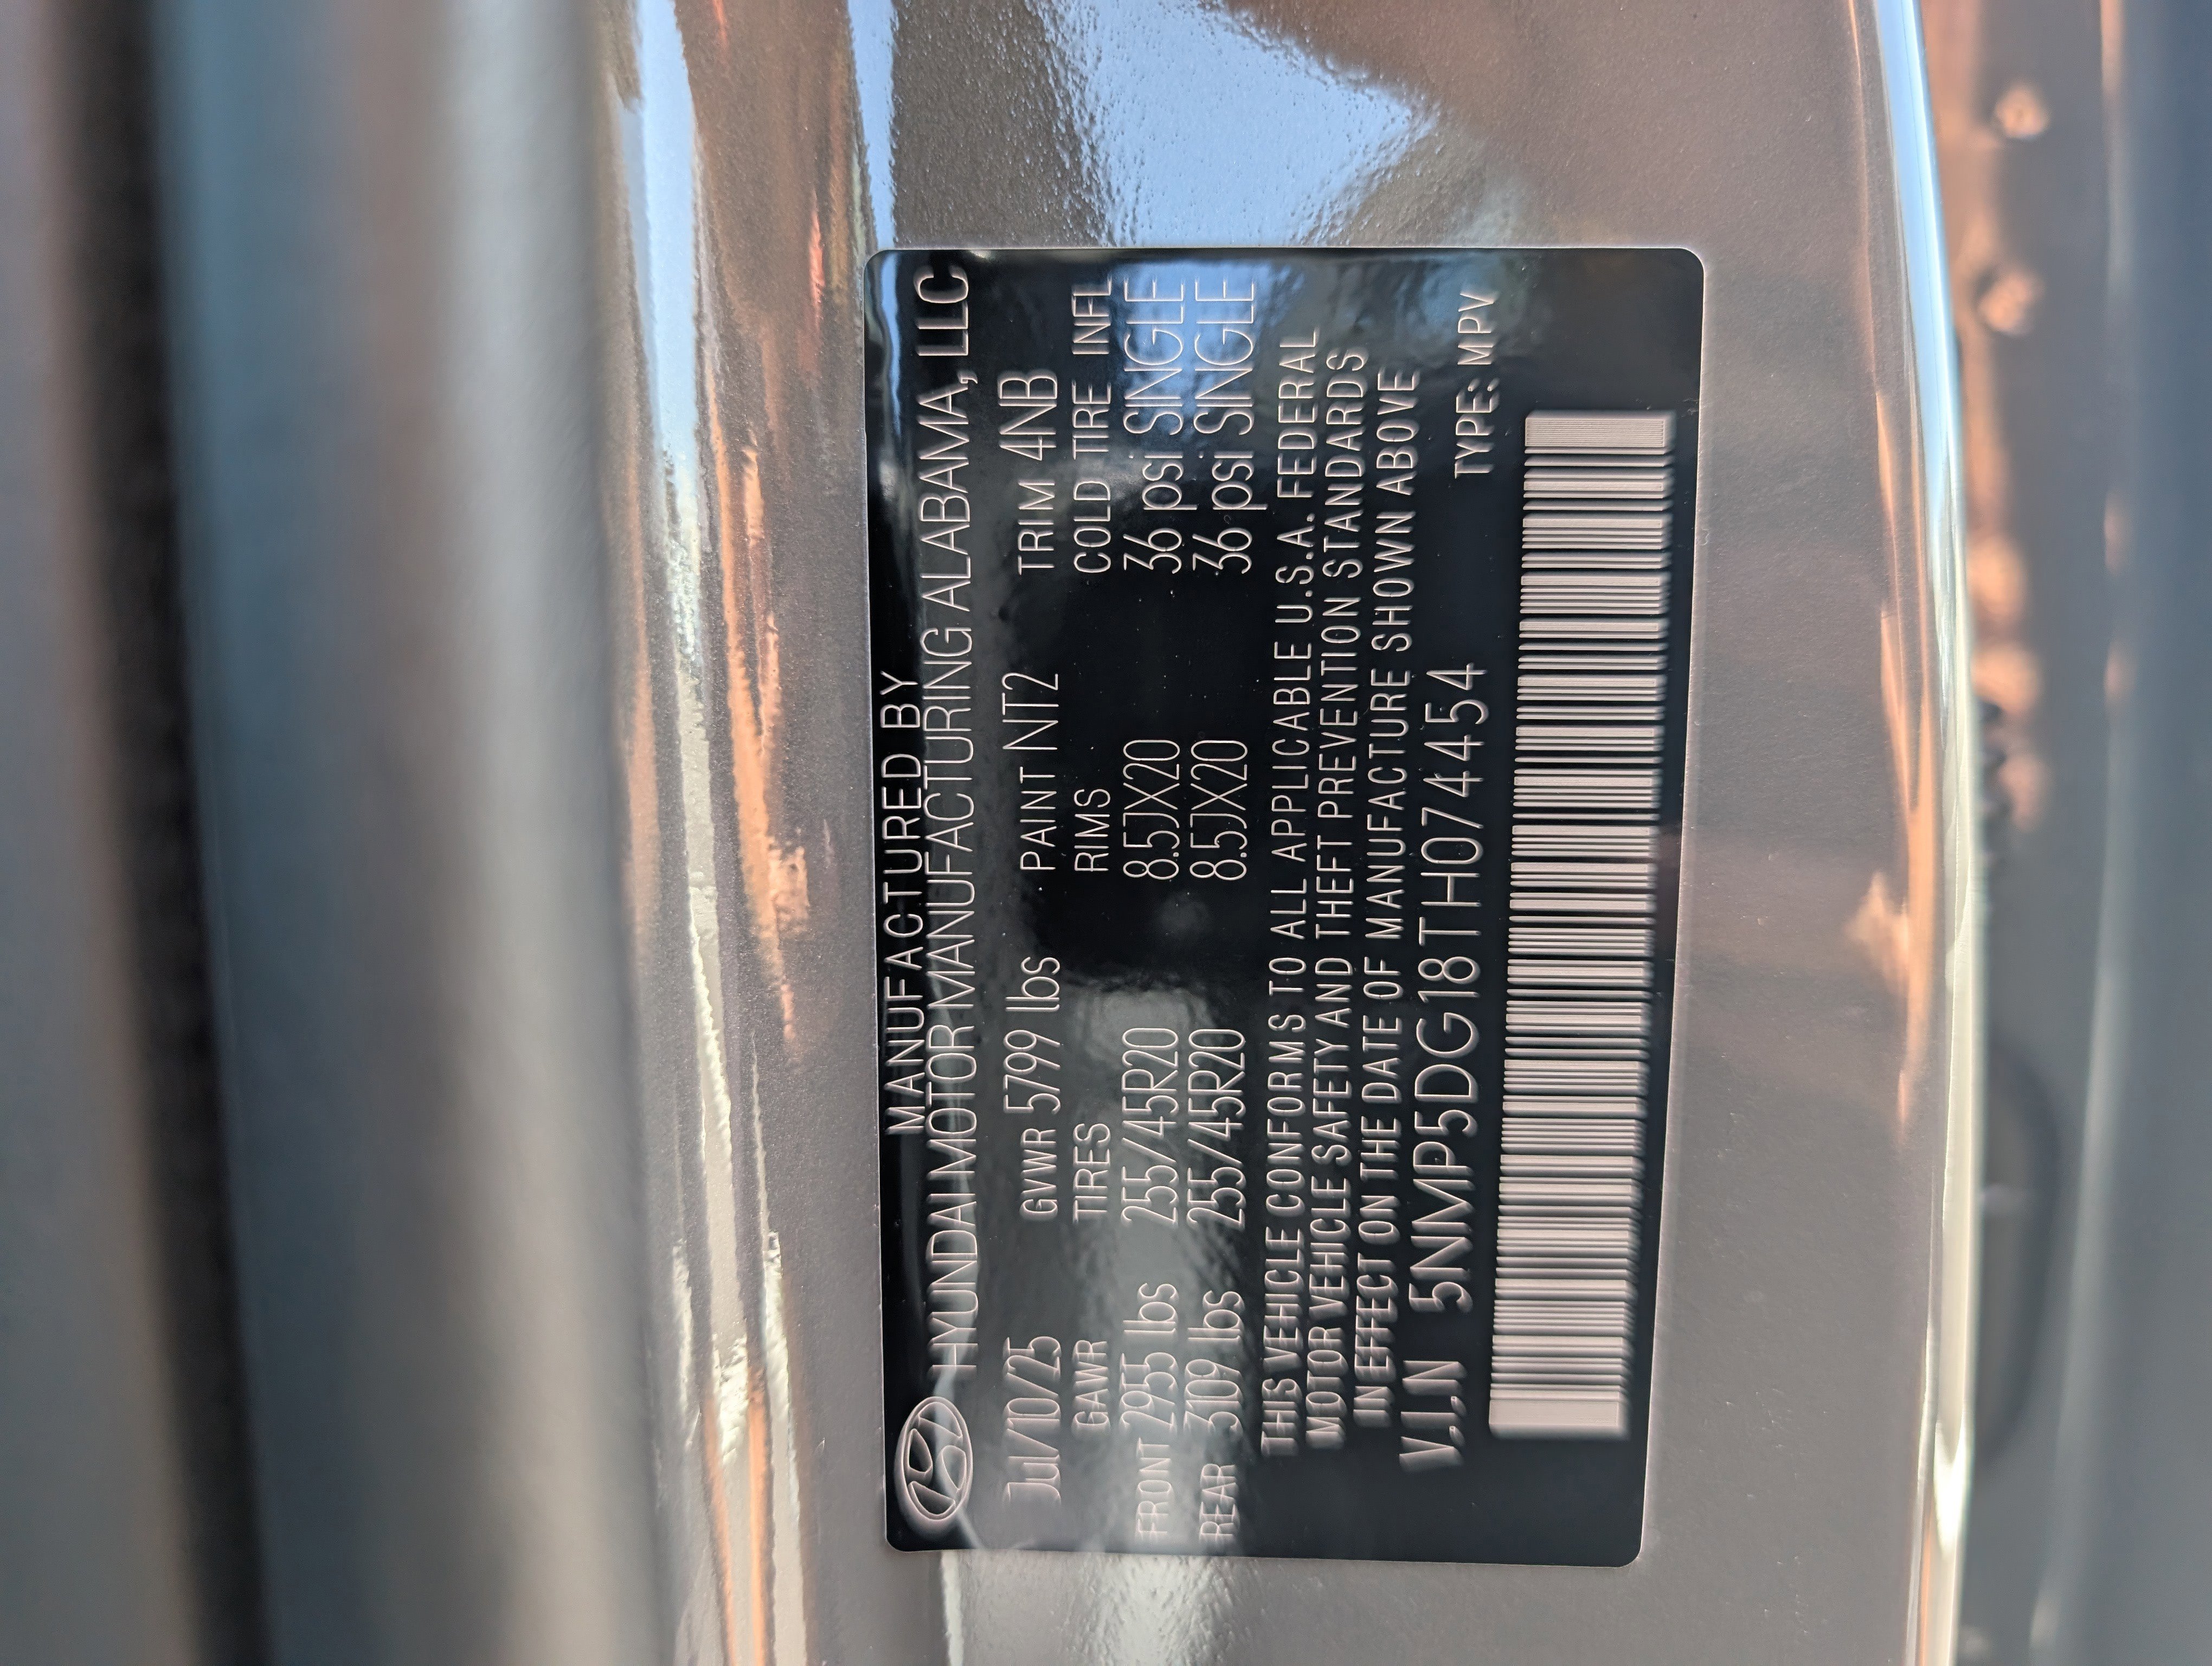 MANUFACTURED BY
HYUNDAI MOTOR MANUFACTURING ALABAMA, LLC
Jul/10/25 GVWR 5799 lbs PAINT NT2 TRIM 4NB
GAWR TIRES RIMS COLD TIRE INFL
FRONT 2955 lbs 255/45R20 8.5JX20 36 psi SINGLE
REAR 3109 lbs 255/45R20 8.5JX20 36 psi SINGLE
THIS VEHICLE CONFORMS TO ALL APPLICABLE U.S.A. FEDERAL
MOTOR VEHICLE SAFETY AND THEFT PREVENTION STANDARDS
IN EFFECT ON THE DATE OF MANUFACTURE SHOWN ABOVE
V.I.N 5NMP5DG18TH074454 TYPE: MPV